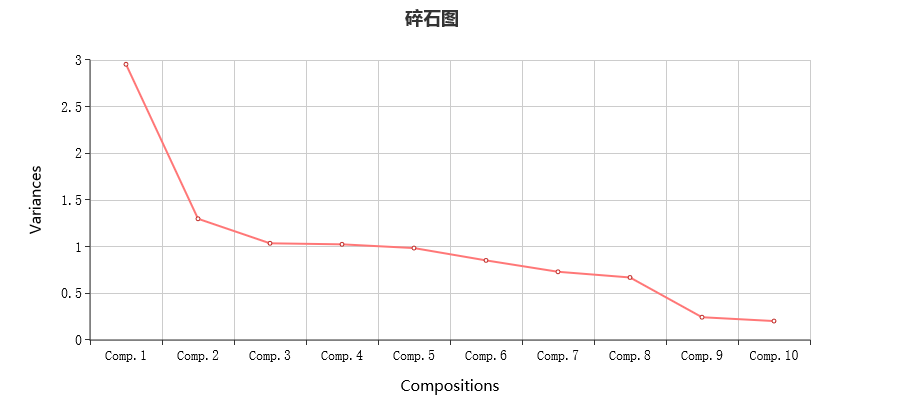 碎石图
3
2.5
2
1.5
1
0.5
0
Variances
Comp.1 Comp.2 Comp.3 Comp.4 Comp.5 Comp.6 Comp.7 Comp.8 Comp.9 Comp.10
Compositions